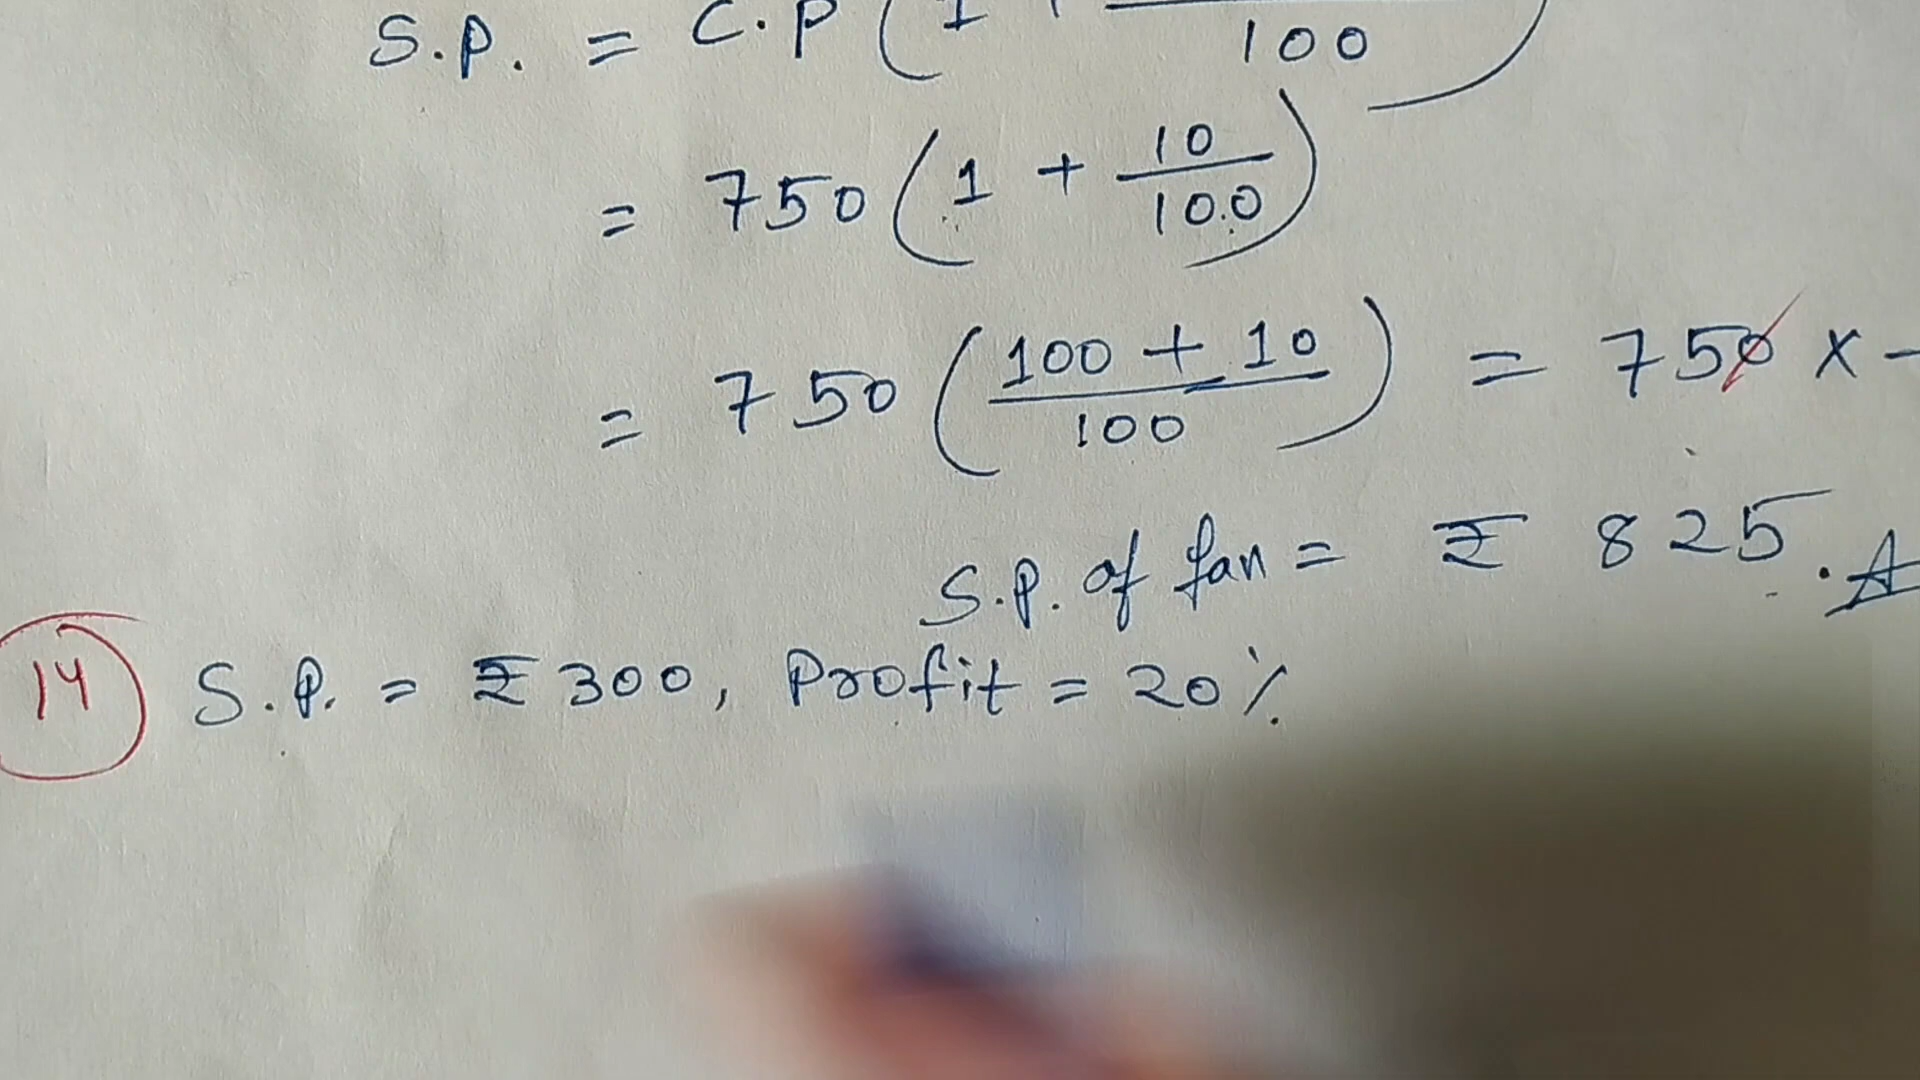 S.P. = C.P ( 1 + / 100 )
= 750 ( 1 + 10/100 )
= 750 ( 100 + 10 / 100 ) = 750 x
S.P. of fan = ₹ 825.
14 S.P. = ₹ 300, Profit = 20%